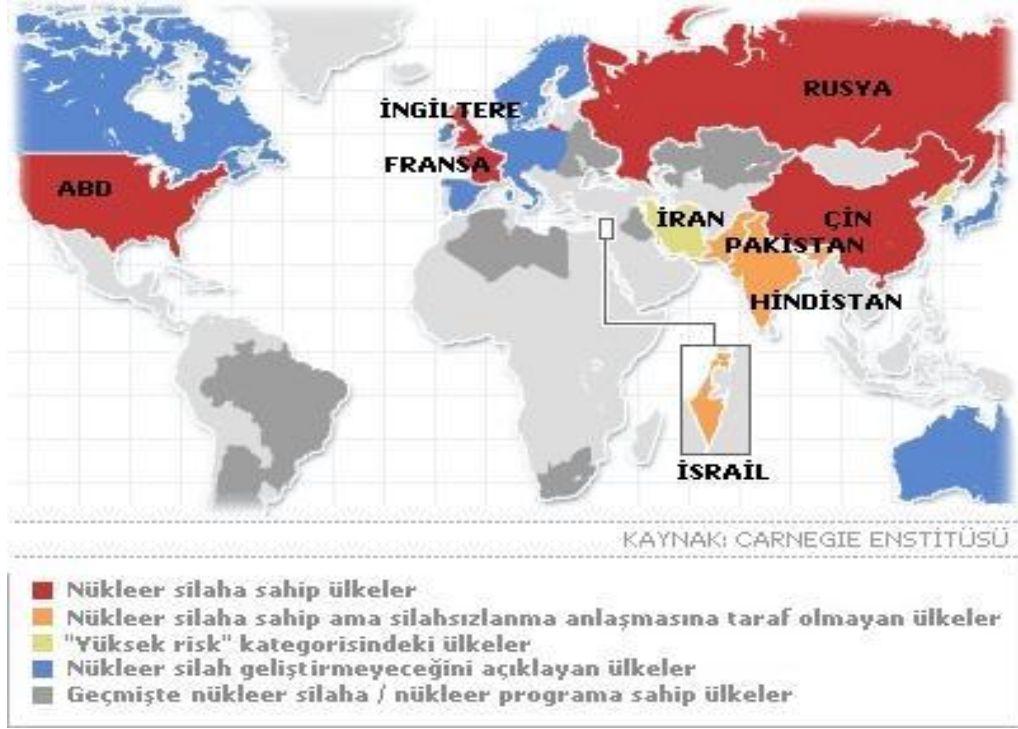 İNGİLTERE
RUSYA
FRANSA
ABD
İRAN
ÇİN
PAKİSTAN
HİNDİSTAN
İSRAİL
KAYNAK: CARNEGIE ENSTİTÜSÜ
Nükleer silaha sahip ülkeler
Nükleer silaha sahip ama silahsızlanma anlaşmasına taraf olmayan ülkeler
"Yüksek risk" kategorisindeki ülkeler
Nükleer silah geliştirmeyeceğini açıklayan ülkeler
Geçmişte nükleer silaha / nükleer programa sahip ülkeler